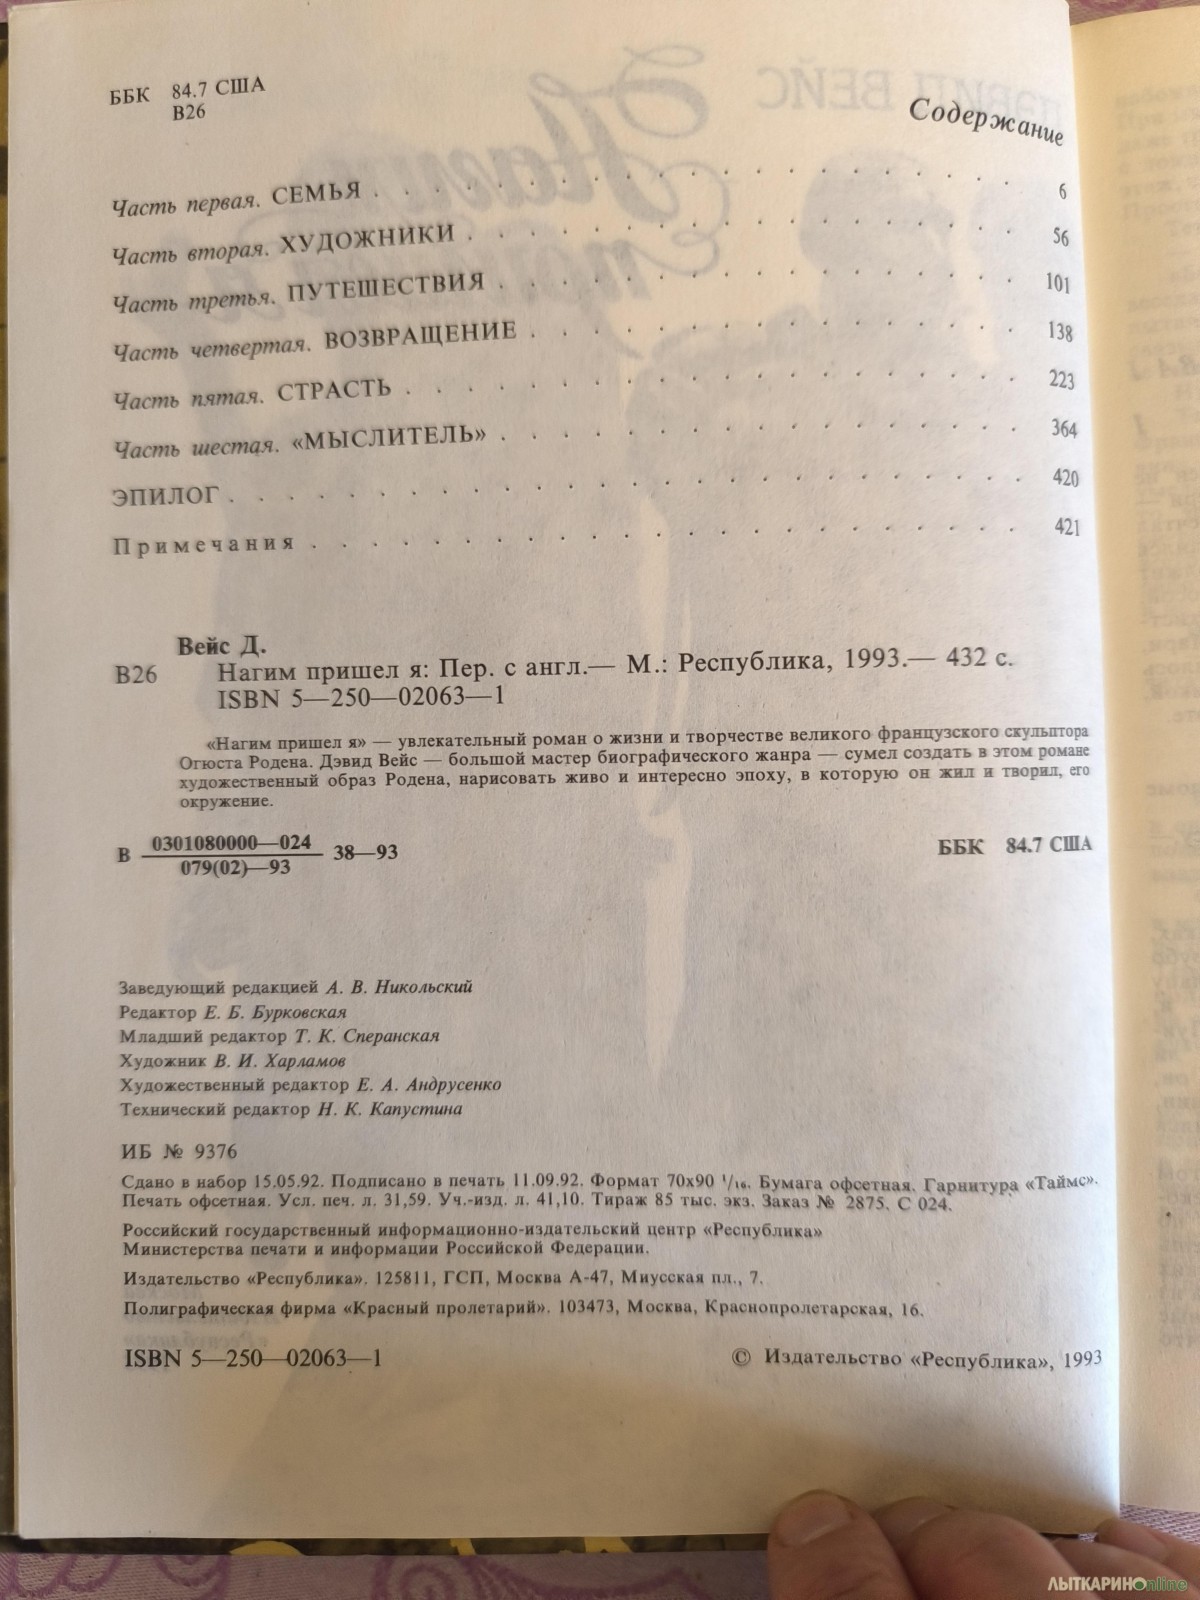 ББК 84.7 США
В26
Содержание
Часть первая. СЕМЬЯ . . . . . . . . . . . . . . . 6
Часть вторая. ХУДОЖНИКИ . . . . . . . . . . . . . 56
Часть третья. ПУТЕШЕСТВИЯ . . . . . . . . . . . . 101
Часть четвертая. ВОЗВРАЩЕНИЕ . . . . . . . . . . . 138
Часть пятая. СТРАСТЬ . . . . . . . . . . . . . . 223
Часть шестая. «МЫСЛИТЕЛЬ» . . . . . . . . . . . . 364
ЭПИЛОГ . . . . . . . . . . . . . . . . . . 420
Примечания . . . . . . . . . . . . . . . . 421
Вейс Д.
В26 Нагим пришел я: Пер. с англ.— М.: Республика, 1993.— 432 с.
ISBN 5—250—02063—1
«Нагим пришел я» — увлекательный роман о жизни и творчестве великого французского скульптора
Огюста Родена. Дэвид Вейс — большой мастер биографического жанра — сумел создать в этом романе
художественный образ Родена, нарисовать живо и интересно эпоху, в которую он жил и творил, его
окружение.
В 0301080000—024 38—93
079(02)—93
ББК 84.7 США
Заведующий редакцией А. В. Никольский
Редактор Е. Б. Бурковская
Младший редактор Т. К. Сперанская
Художник В. И. Харламов
Художественный редактор Е. А. Андрусенко
Технический редактор Н. К. Капустина
ИБ № 9376
Сдано в набор 15.05.92. Подписано в печать 11.09.92. Формат 70х90 ¹/₁₆. Бумага офсетная. Гарнитура «Таймс».
Печать офсетная. Усл. печ. л. 31,59. Уч.-изд. л. 41,10. Тираж 85 тыс. экз. Заказ № 2875. С 024.
Российский государственный информационно-издательский центр «Республика»
Министерства печати и информации Российской Федерации.
Издательство «Республика». 125811, ГСП, Москва А-47, Миусская пл., 7.
Полиграфическая фирма «Красный пролетарий». 103473, Москва, Краснопролетарская, 16.
ISBN 5—250—02063—1
© Издательство «Республика», 1993
ЛЫТКАРИНОonline